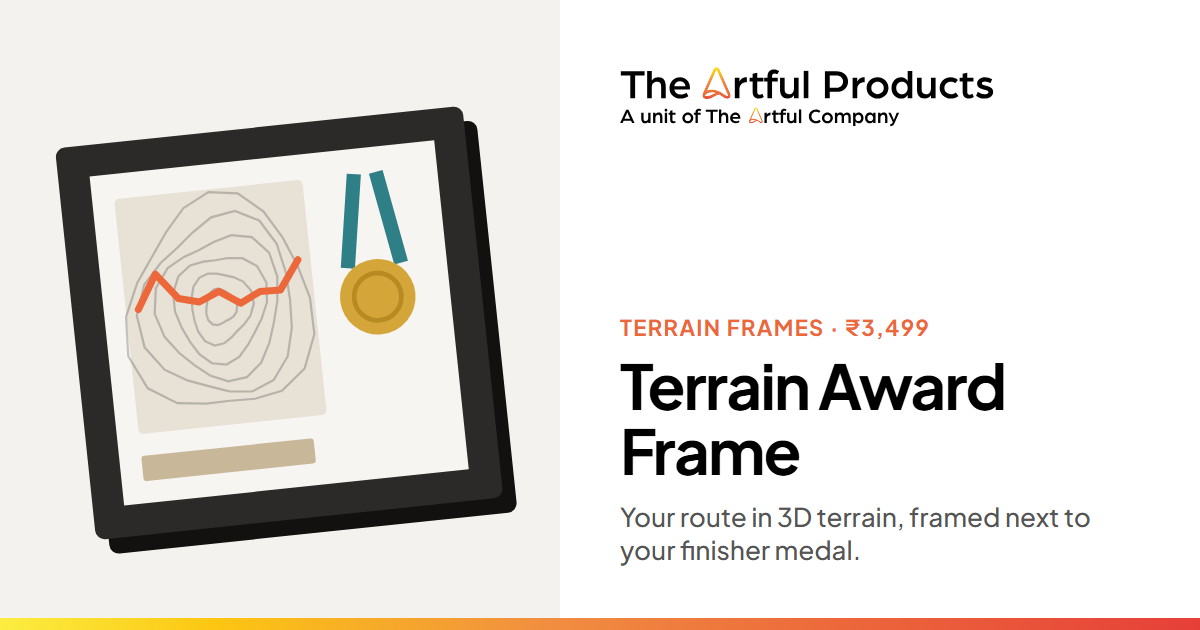 The Artful Products
A unit of The Artful Company
TERRAIN FRAMES · ₹3,499
Terrain Award
Frame
Your route in 3D terrain, framed next to
your finisher medal.